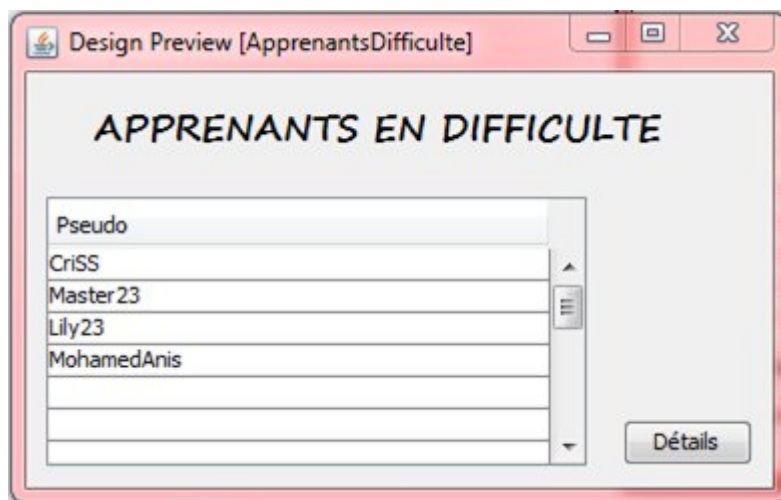 Design Preview [ApprenantsDifficulte]
APPRENANTS EN DIFFICULTE
Pseudo
CriSS
Master23
Lily23
MohamedAnis
Détails